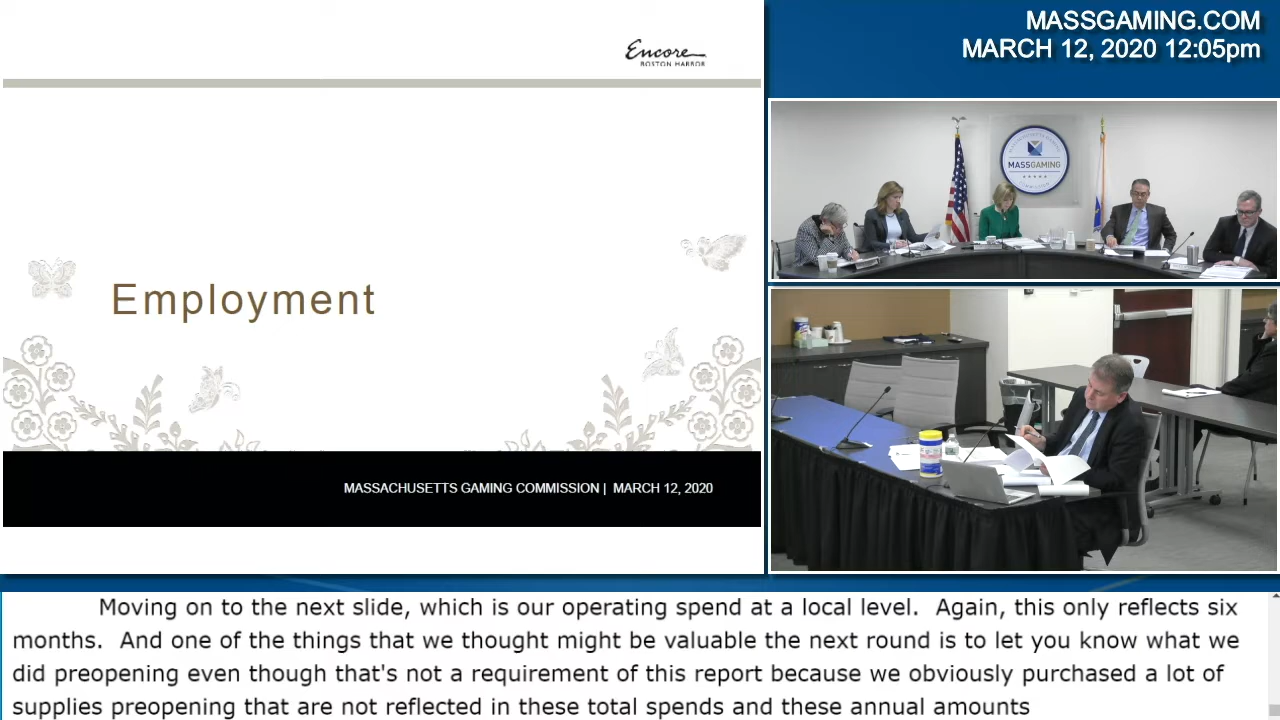 Encore
BOSTON HARBOR
Employment
MASSACHUSETTS GAMING COMMISSION | MARCH 12, 2020
MASSGAMING.COM
MARCH 12, 2020 12:05pm
MASSGAMING
Moving on to the next slide, which is our operating spend at a local level. Again, this only reflects six
months. And one of the things that we thought might be valuable the next round is to let you know what we
did preopening even though that's not a requirement of this report because we obviously purchased a lot of
supplies preopening that are not reflected in these total spends and these annual amounts